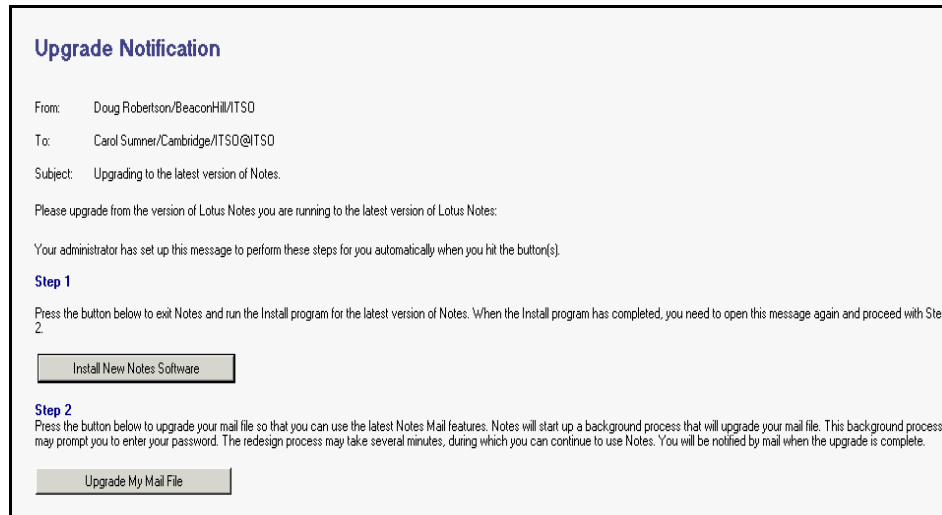 Upgrade Notification
From: Doug Robertson/BeaconHill/ITSO
To: Carol Sumner/Cambridge/ITSO@ITSO
Subject: Upgrading to the latest version of Notes.
Please upgrade from the version of Lotus Notes you are running to the latest version of Lotus Notes:
Your administrator has set up this message to perform these steps for you automatically when you hit the button(s).
Step 1
Press the button below to exit Notes and run the Install program for the latest version of Notes. When the Install program has completed, you need to open this message again and proceed with Ste
2.
Install New Notes Software
Step 2
Press the button below to upgrade your mail file so that you can use the latest Notes Mail features. Notes will start up a background process that will upgrade your mail file. This background process
may prompt you to enter your password. The redesign process may take several minutes, during which you can continue to use Notes. You will be notified by mail when the upgrade is complete.
Upgrade My Mail File